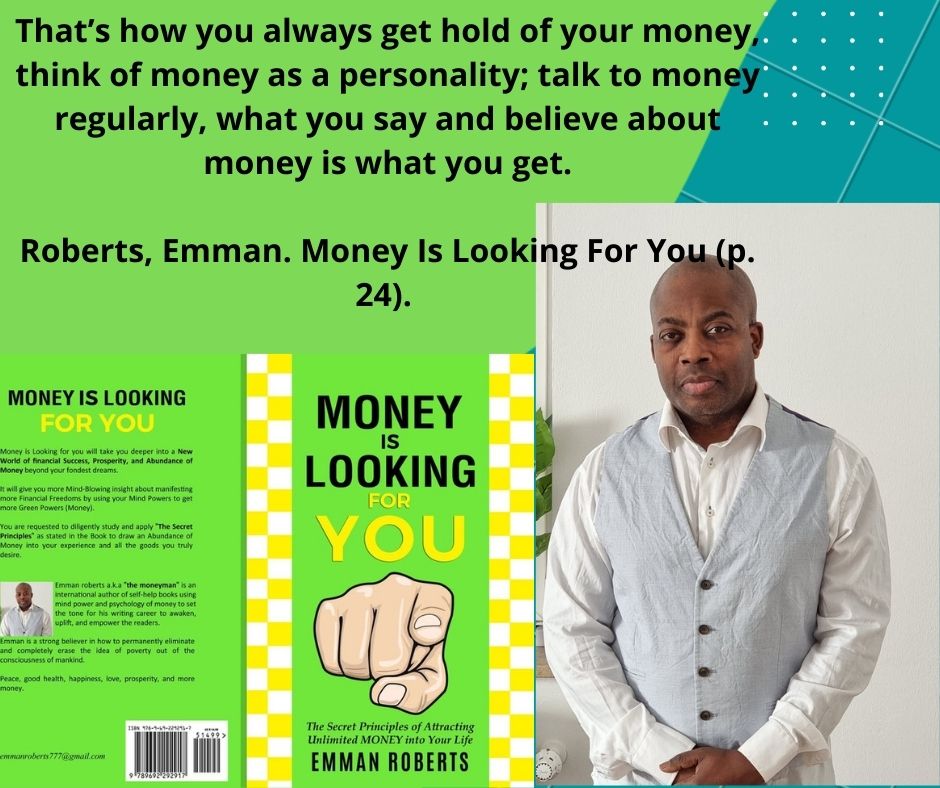 That’s how you always get hold of your money,
think of money as a personality; talk to money
regularly, what you say and believe about
money is what you get.
Roberts, Emman. Money Is Looking For You (p.
24).
MONEY IS LOOKING
FOR YOU
Money is Looking for you will take you deeper into a New
World of financial Success, Prosperity, and Abundance of
Money beyond your fondest dreams.
It will give you more Mind-Blowing insight about manifesting
more Financial Freedoms by using your Mind Powers to get
more Green Powers (Money).
You are requested to diligently study and apply "The Secret
Principles" as stated in the Book to draw an Abundance of
Money into your experience and all the goods you truly
desire.
Emman roberts a.k.a "the moneyman" is an
international author of self-help books using
mind power and psychology of money to set
the tone for his writing career to awaken,
uplift, and empower the readers.
Emman is a strong believer in how to permanently eliminate
and completely erase the idea of poverty out of the
consciousness of mankind.
Peace, good health, happiness, love, prosperity, and more
money.
emmanroberts777@gmail.com
ISBN 978-9-69-229291-7
51499>
9 789692 292917
MONEY
IS
LOOKING
FOR
YOU
The Secret Principles of Attracting
Unlimited MONEY into Your Life
EMMAN ROBERTS